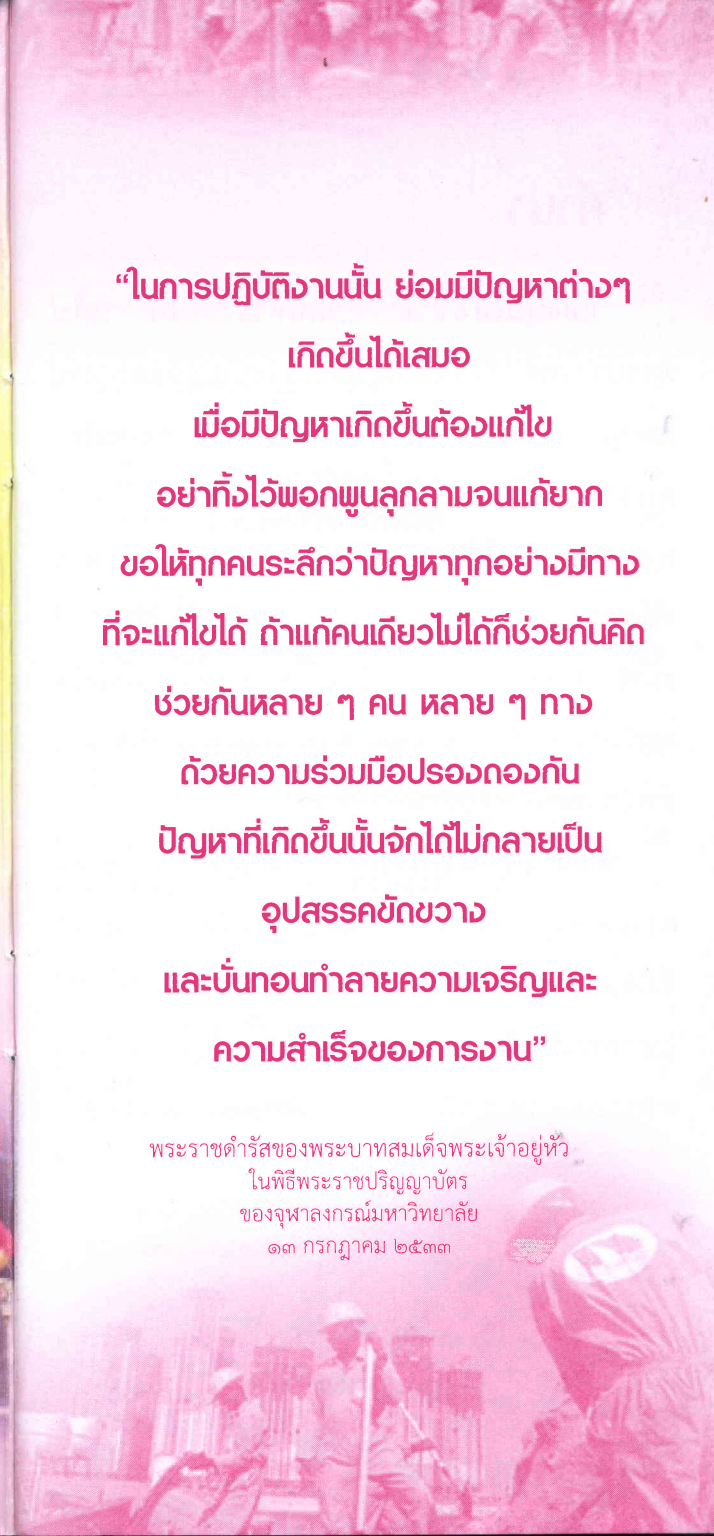 “ในการปฏิบัติงานนั้น ย่อมมีปัญหาต่างๆ
เกิดขึ้นได้เสมอ
เมื่อมีปัญหาเกิดขึ้นต้องแก้ไข
อย่าทิ้งไว้พอกพูนลุกลามจนแก้ยาก
ขอให้ทุกคนระลึกว่าปัญหาทุกอย่างมีทาง
ที่จะแก้ไขได้ ถ้าแก้คนเดียวไม่ได้ก็ช่วยกันคิด
ช่วยกันหลาย ๆ คน หลาย ๆ ทาง
ด้วยความร่วมมือปรองดองกัน
ปัญหาที่เกิดขึ้นนั้นจักได้ไม่กลายเป็น
อุปสรรคขัดขวาง
และบั่นทอนทำลายความเจริญและ
ความสำเร็จของการงาน”
พระราชดำรัสของพระบาทสมเด็จพระเจ้าอยู่หัว
ในพิธีพระราชปริญญาบัตร
ของจุฬาลงกรณ์มหาวิทยาลัย
๑๓ กรกฎาคม ๒๕๓๓